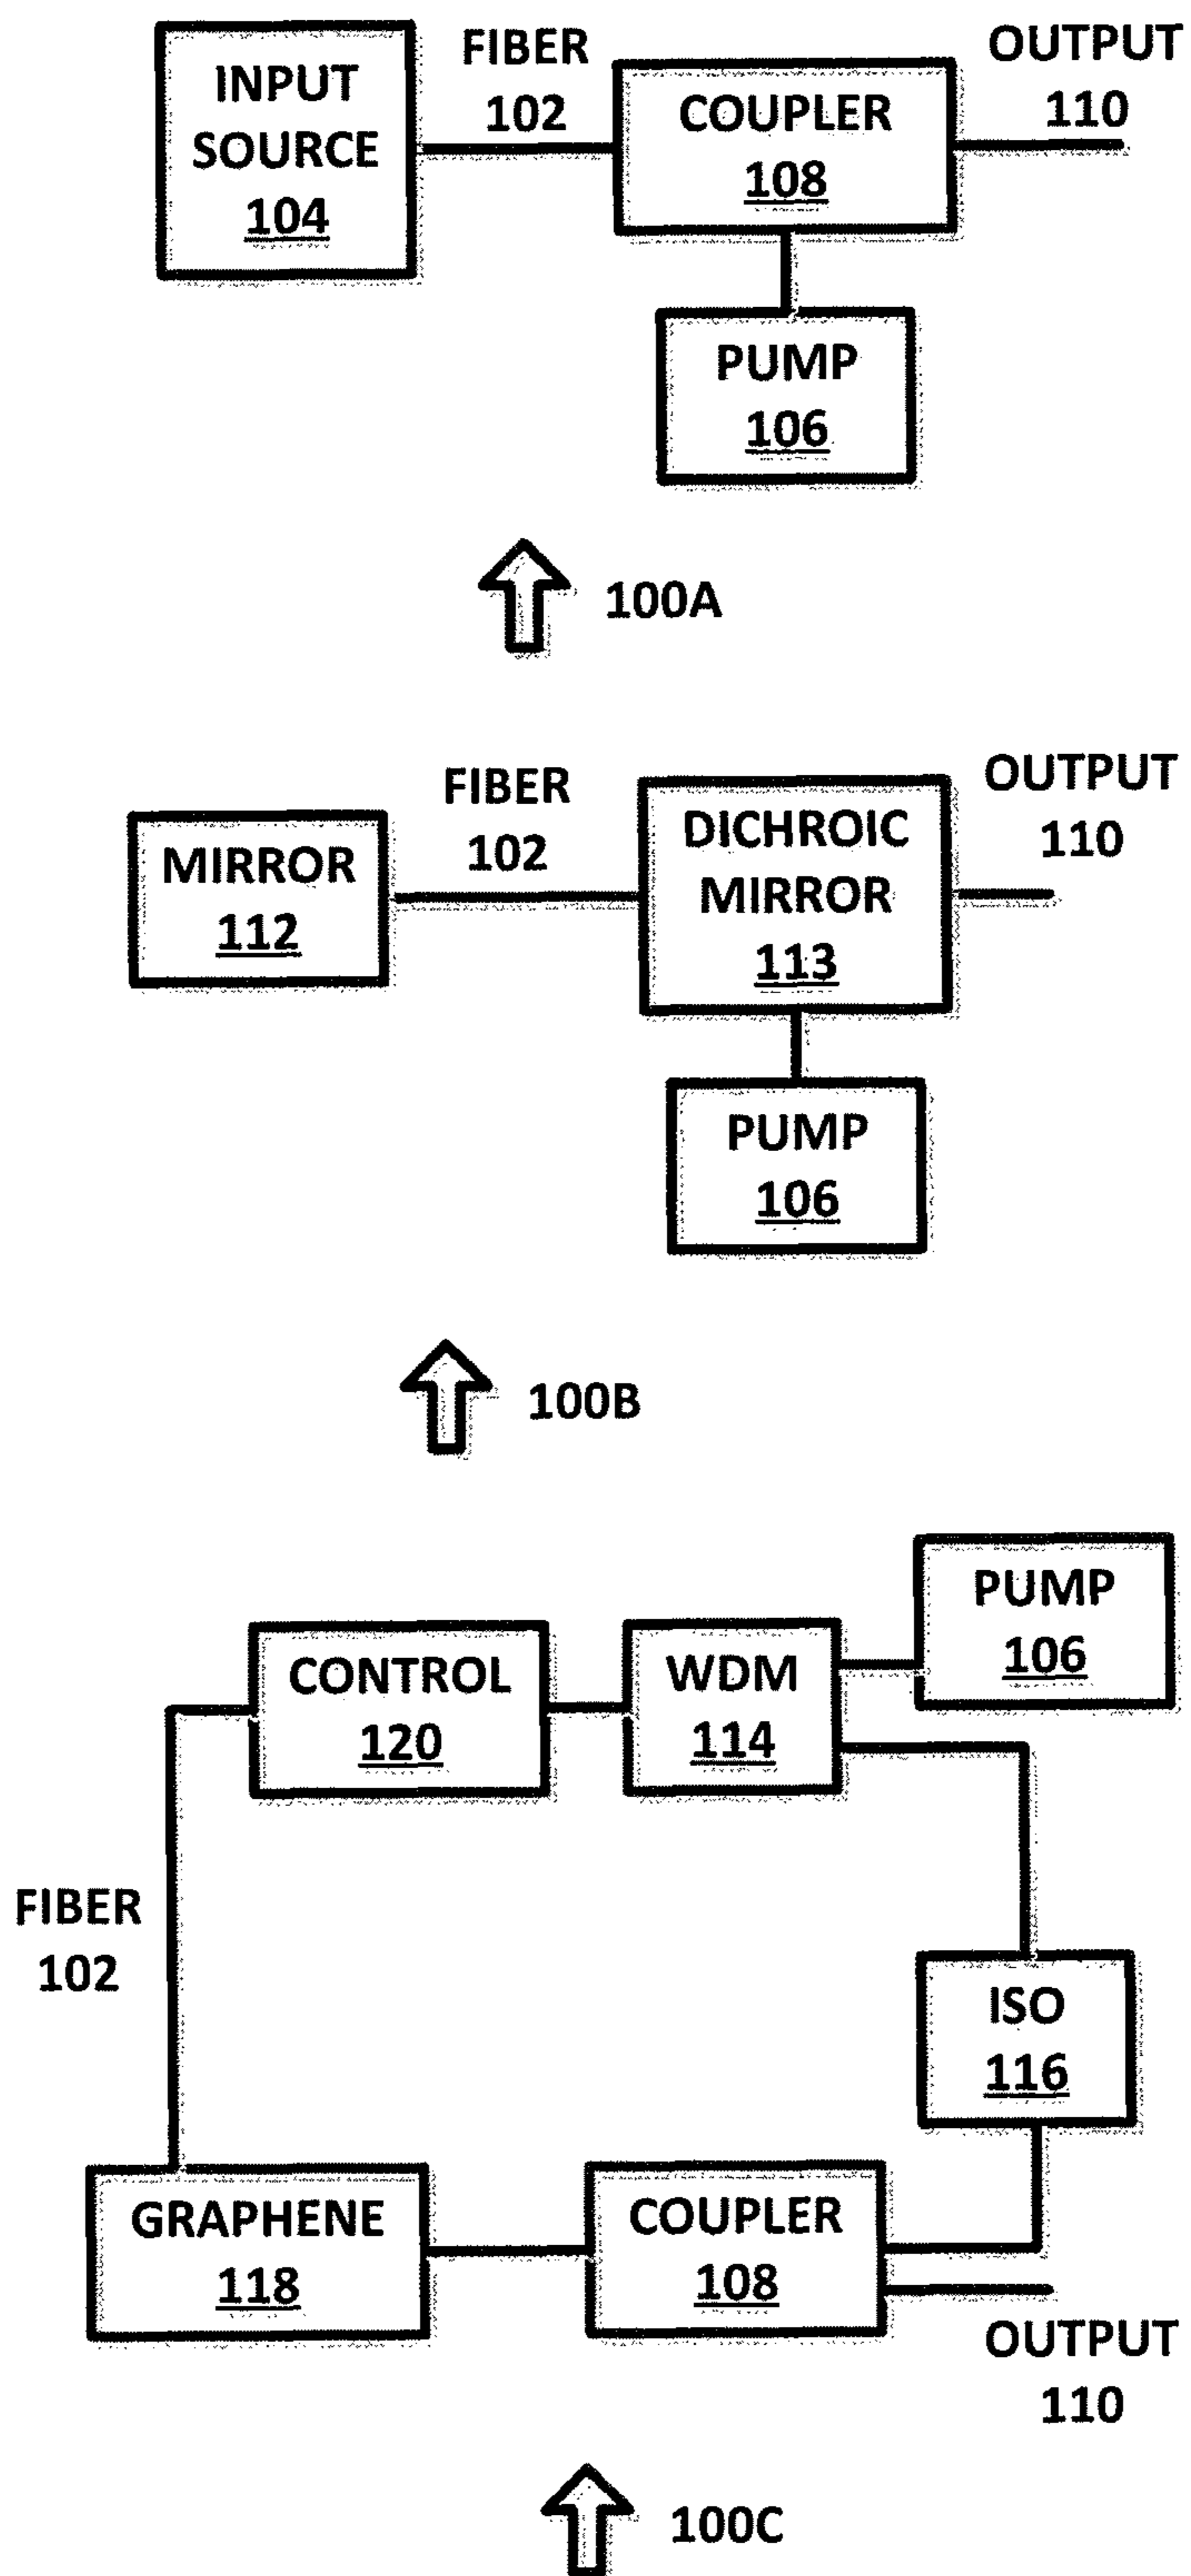 INPUT
SOURCE
104
FIBER
102
COUPLER
108
OUTPUT
110
PUMP
106
100A
MIRROR
112
FIBER
102
DICHROIC
MIRROR
113
OUTPUT
110
PUMP
106
100B
CONTROL
120
WDM
114
PUMP
106
FIBER
102
ISO
116
GRAPHENE
118
COUPLER
108
OUTPUT
110
100C